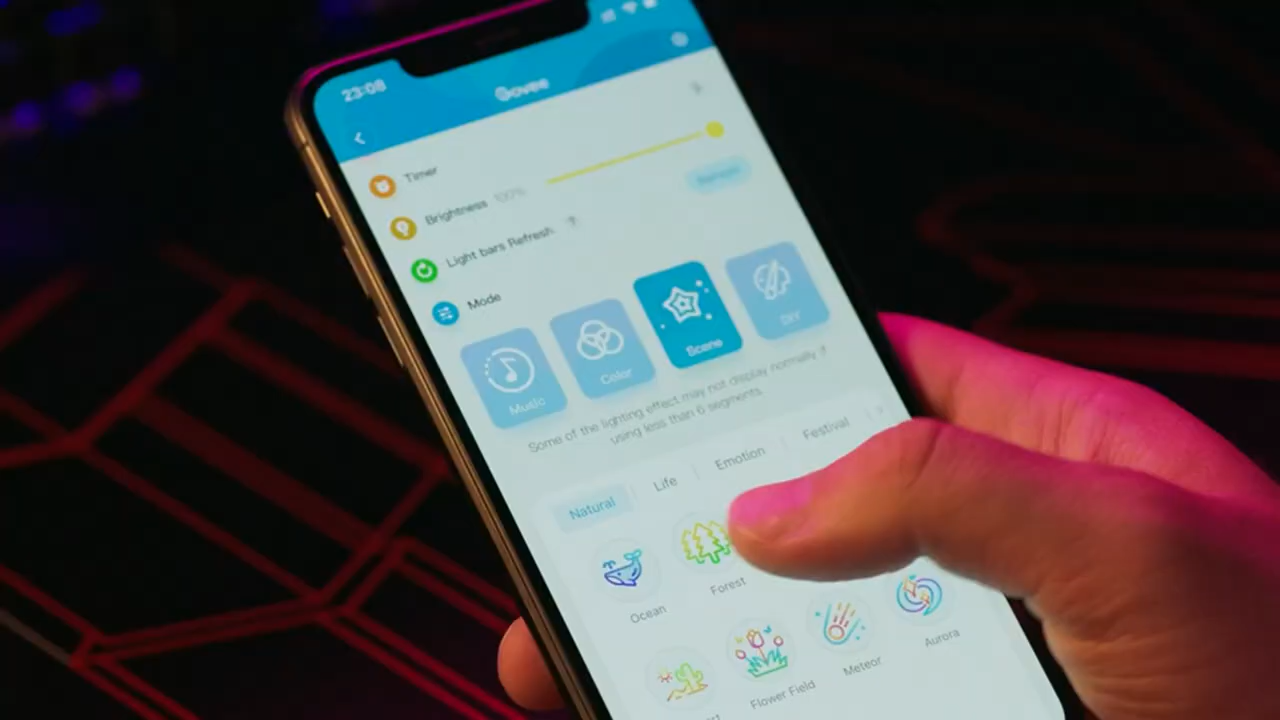 23:08
Govee
Timer
Brightness 100%
Light bars Refresh ?
Mode
Music
Color
Scene
DIY
Some of the lighting effect may not display normally if
using less than 6 segments.
Natural
Life
Emotion
Festival
Ocean
Forest
Flower Field
Meteor
Aurora